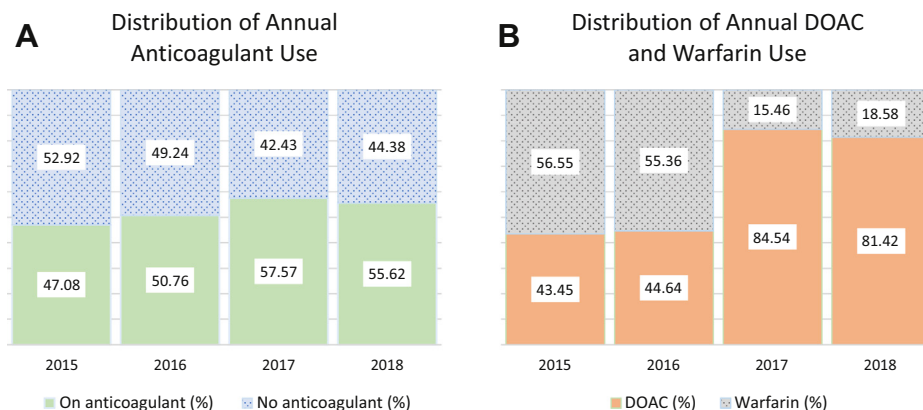 A
Distribution of Annual
Anticoagulant Use
52.92 49.24 42.43 44.38
47.08 50.76 57.57 55.62
2015 2016 2017 2018
On anticoagulant (%) No anticoagulant (%)
B
Distribution of Annual DOAC
and Warfarin Use
56.55 55.36 15.46 18.58
43.45 44.64 84.54 81.42
2015 2016 2017 2018
DOAC (%) Warfarin (%)